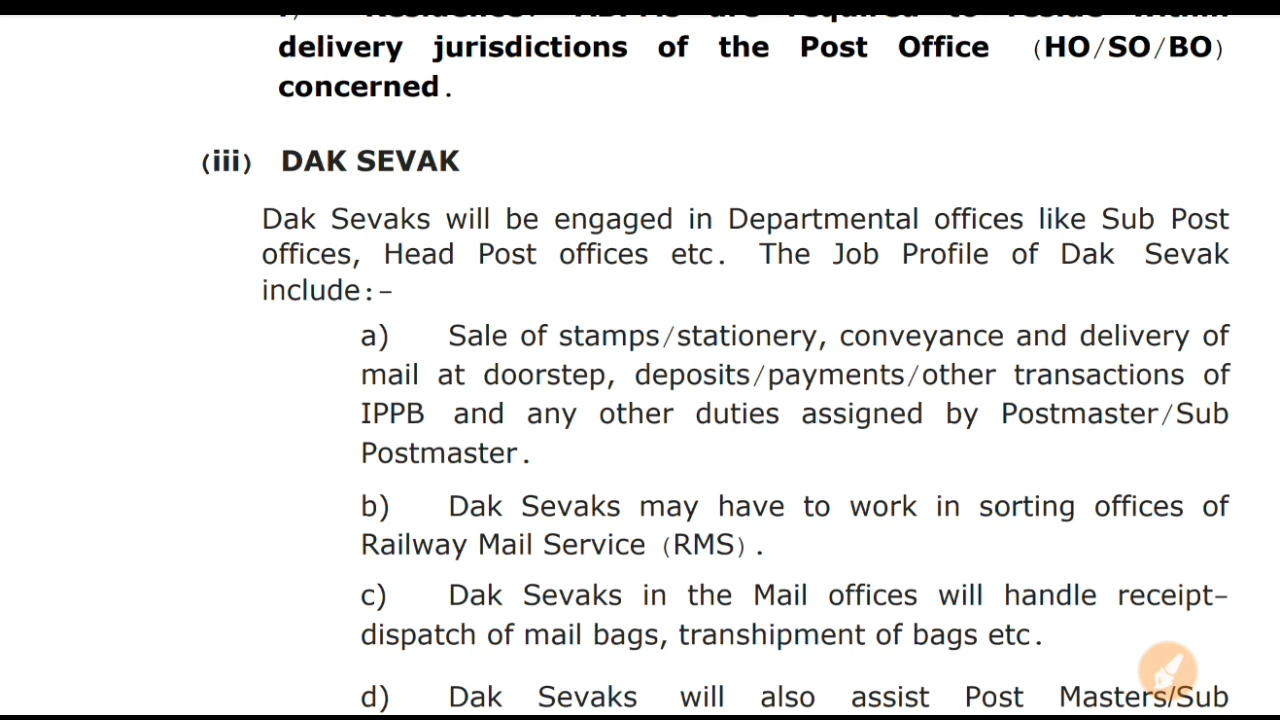 delivery jurisdictions of the Post Office (HO/SO/BO)
concerned.
(iii) DAK SEVAK
Dak Sevaks will be engaged in Departmental offices like Sub Post
offices, Head Post offices etc. The Job Profile of Dak Sevak
include:-
a) Sale of stamps/stationery, conveyance and delivery of
mail at doorstep, deposits/payments/other transactions of
IPPB and any other duties assigned by Postmaster/Sub
Postmaster.
b) Dak Sevaks may have to work in sorting offices of
Railway Mail Service (RMS).
c) Dak Sevaks in the Mail offices will handle receipt-
dispatch of mail bags, transhipment of bags etc.
d) Dak Sevaks will also assist Post Masters/Sub